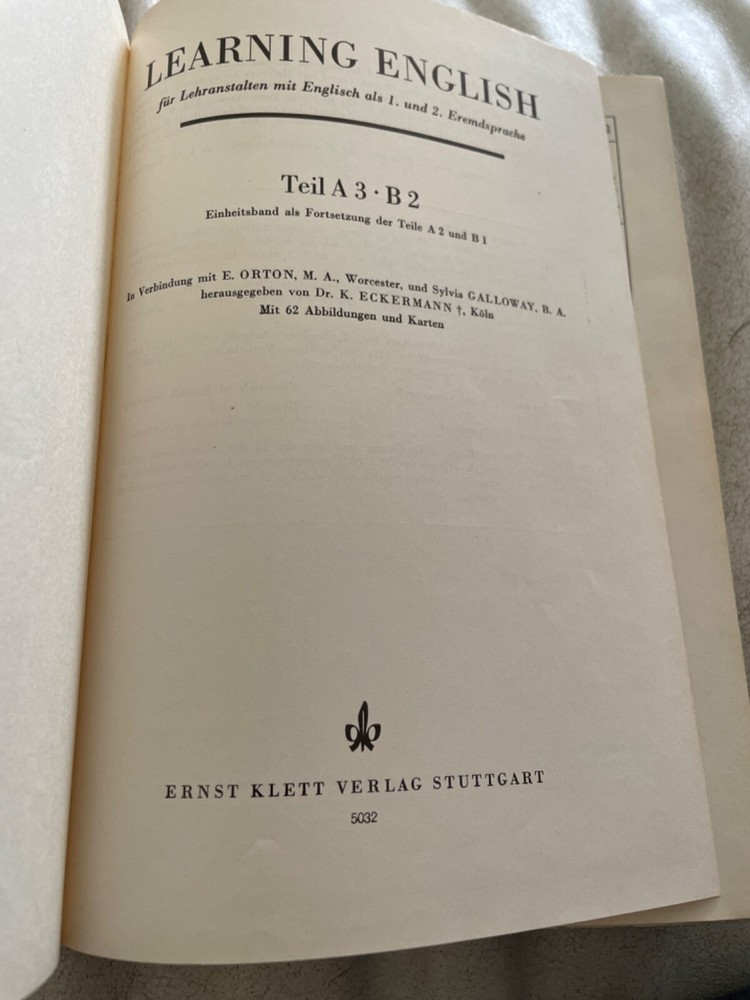 LEARNING ENGLISH
für Lehranstalten mit Englisch als 1. und 2. Fremdsprache
Teil A 3 · B 2
Einheitsband als Fortsetzung der Teile A 2 und B 1
In Verbindung mit E. ORTON, M. A., Worcester, und Sylvia GALLOWAY, B. A.
herausgegeben von Dr. K. ECKERMANN †, Köln
Mit 62 Abbildungen und Karten
ERNST KLETT VERLAG STUTTGART
5032